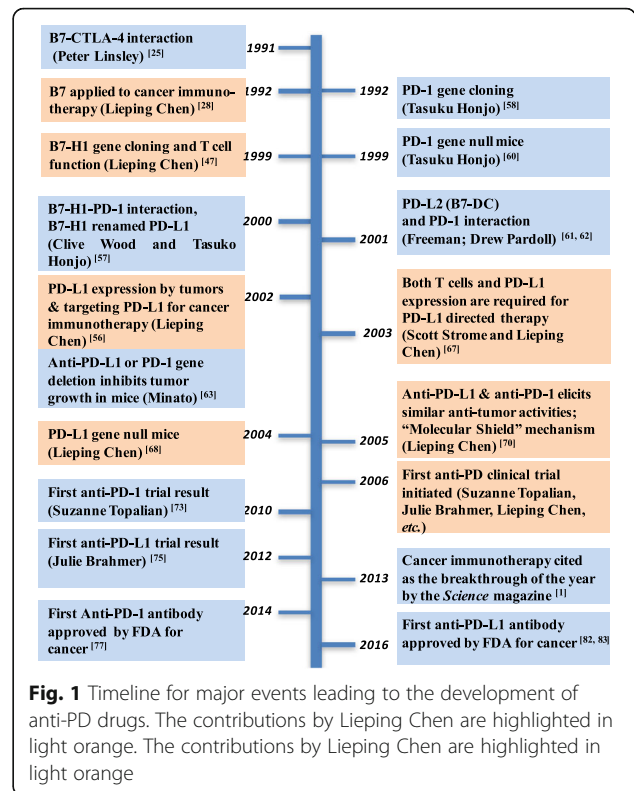 B7-CTLA-4 interaction
(Peter Linsley) [25]
1991
B7 applied to cancer immuno-
therapy (Lieping Chen) [28]
1992
1992
PD-1 gene cloning
(Tasuku Honjo) [58]
B7-H1 gene cloning and T cell
function (Lieping Chen) [47]
1999
1999
PD-1 gene null mice
(Tasuku Honjo) [60]
B7-H1-PD-1 interaction,
B7-H1 renamed PD-L1
(Clive Wood and Tasuko
Honjo) [57]
2000
2001
PD-L2 (B7-DC)
and PD-1 interaction
(Freeman; Drew Pardoll) [61, 62]
PD-L1 expression by tumors
& targeting PD-L1 for cancer
immunotherapy (Lieping
Chen) [56]
2002
2003
Both T cells and PD-L1
expression are required for
PD-L1 directed therapy
(Scott Strome and Lieping
Chen) [67]
Anti-PD-L1 or PD-1 gene
deletion inhibits tumor
growth in mice (Minato) [63]
PD-L1 gene null mice
(Lieping Chen) [68]
2004
2005
Anti-PD-L1 & anti-PD-1 elicits
similar anti-tumor activities;
“Molecular Shield” mechanism
(Lieping Chen) [70]
2006
First anti-PD clinical trial
initiated (Suzanne Topalian,
Julie Brahmer, Lieping Chen,
etc.)
First anti-PD-1 trial result
(Suzanne Topalian) [73]
2010
First anti-PD-L1 trial result
(Julie Brahmer) [75]
2012
2013
Cancer immunotherapy cited
as the breakthrough of the year
by the Science magazine [1]
First Anti-PD-1 antibody
approved by FDA for
cancer [77]
2014
2016
First anti-PD-L1 antibody
approved by FDA for cancer [82, 83]
Fig. 1 Timeline for major events leading to the development of
anti-PD drugs. The contributions by Lieping Chen are highlighted in
light orange. The contributions by Lieping Chen are highlighted in
light orange